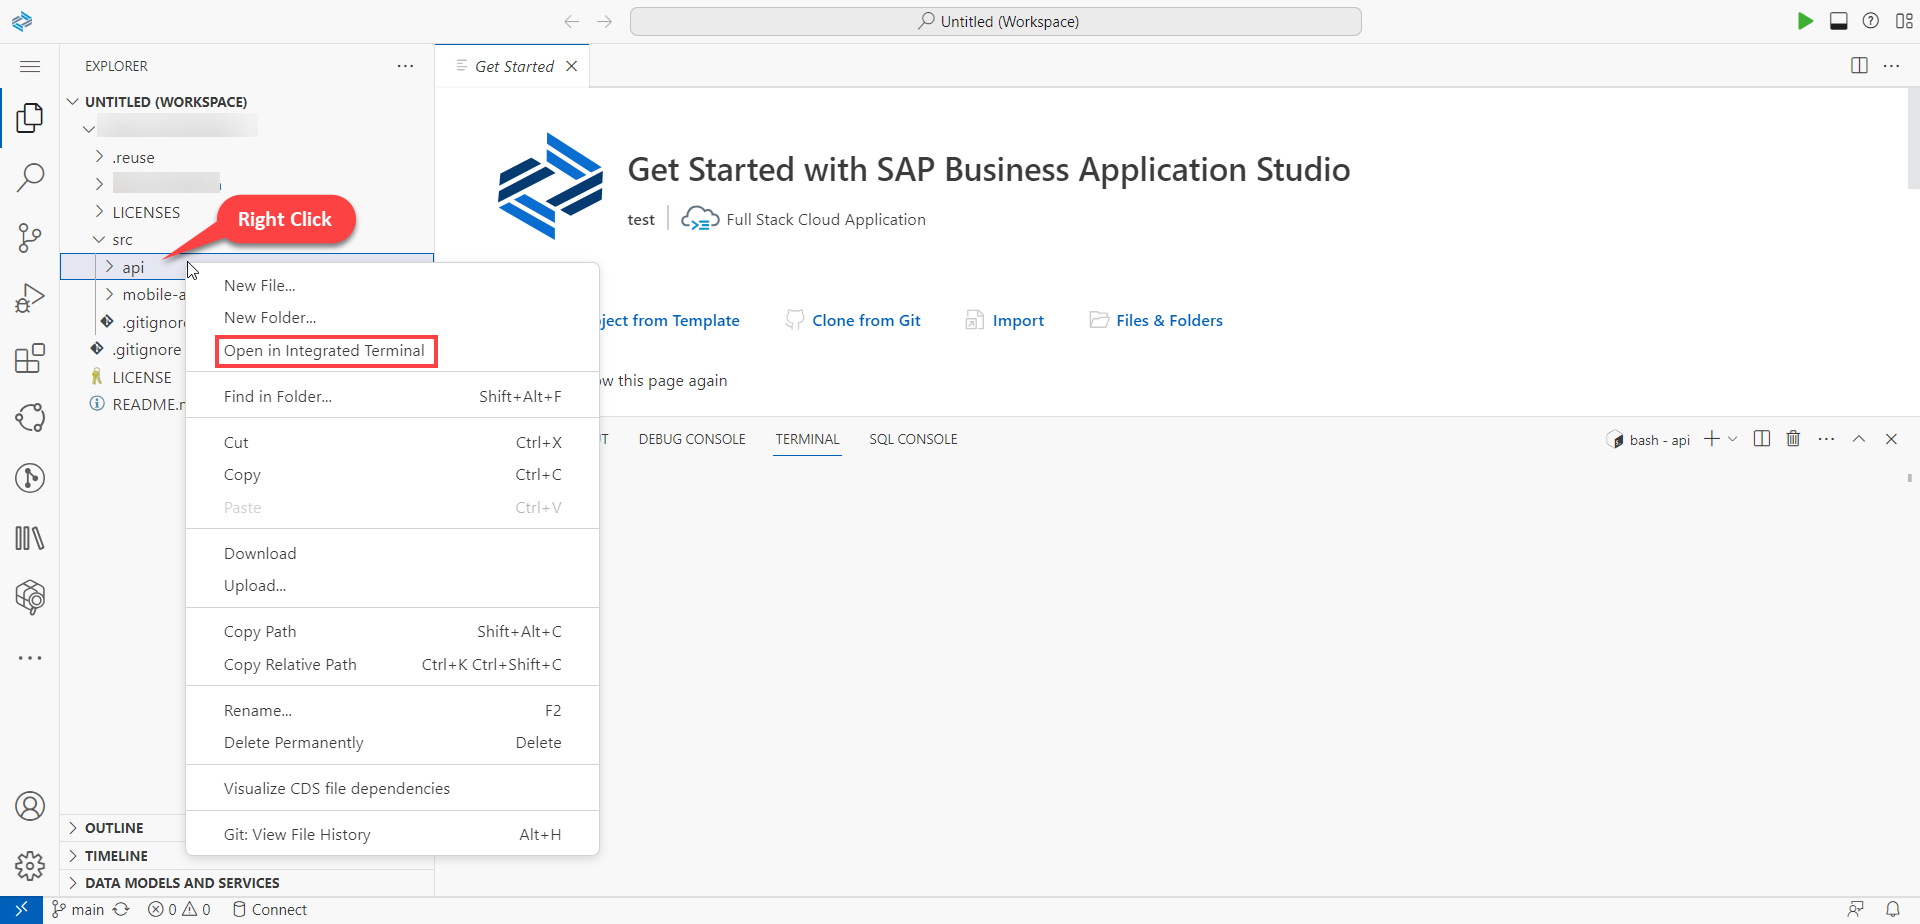 Untitled (Workspace)
EXPLORER
Get Started
UNTITLED (WORKSPACE)
.reuse
LICENSES
src
api
mobile-a
.gitignore
.gitignore
LICENSE
README.m
Right Click
Get Started with SAP Business Application Studio
test
Full Stack Cloud Application
ject from Template
Clone from Git
Import
Files & Folders
ow this page again
New File...
New Folder...
Open in Integrated Terminal
Find in Folder... Shift+Alt+F
Cut Ctrl+X
Copy Ctrl+C
Paste Ctrl+V
Download
Upload...
Copy Path Shift+Alt+C
Copy Relative Path Ctrl+K Ctrl+Shift+C
Rename... F2
Delete Permanently Delete
Visualize CDS file dependencies
Git: View File History Alt+H
UT
DEBUG CONSOLE
TERMINAL
SQL CONSOLE
bash - api
OUTLINE
TIMELINE
DATA MODELS AND SERVICES
main
0
0
Connect